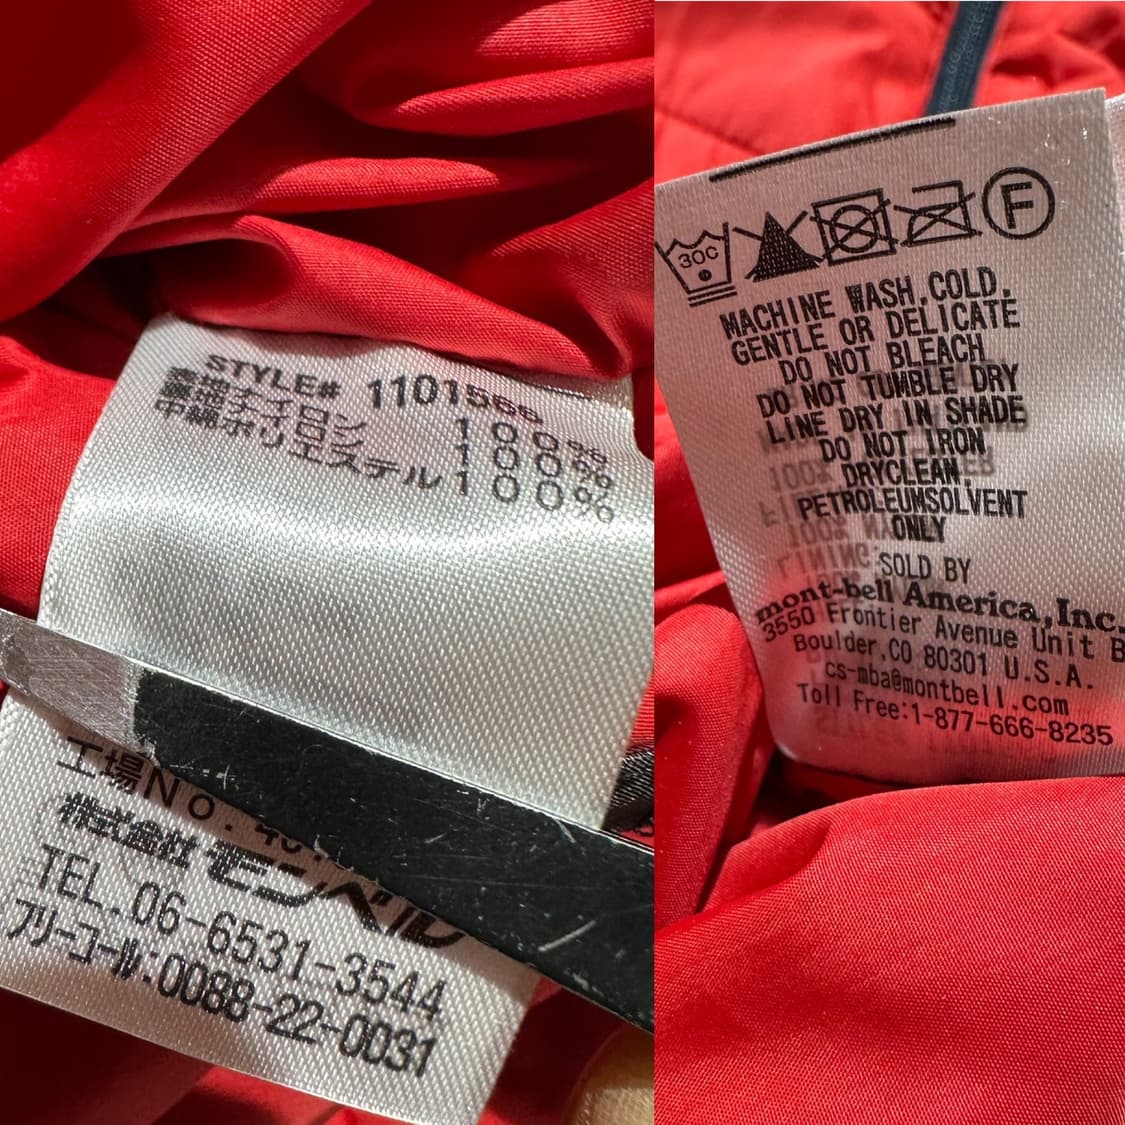 STYLE# 1101566
表地ナイロン 100%
裏地ナイロン 100%
中綿ポリエステル 100%
工場No.
株式会社モンベル
TEL.06-6531-3544
フリーコール:0088-22-0031
30C
F
MACHINE WASH,COLD.
GENTLE OR DELICATE
DO NOT BLEACH
DO NOT TUMBLE DRY
LINE DRY IN SHADE
DO NOT IRON
DRYCLEAN,
PETROLEUMSOLVENT
ONLY
SOLD BY
mont-bell America,Inc.
3550 Frontier Avenue Unit B
Boulder,CO 80301 U.S.A.
cs-mba@montbell.com
Toll Free:1-877-666-8235